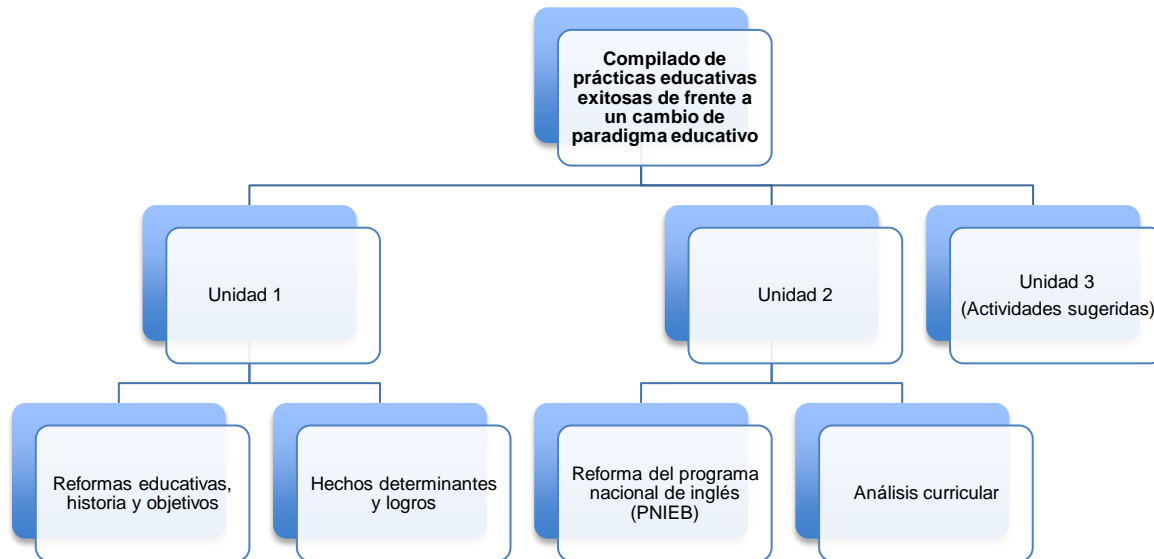 Compilado de
prácticas educativas
exitosas de frente a
un cambio de
paradigma educativo
Unidad 1
Unidad 2
Unidad 3
(Actividades sugeridas)
Reformas educativas,
historia y objetivos
Hechos determinantes
y logros
Reforma del programa
nacional de inglés
(PNIEB)
Análisis curricular